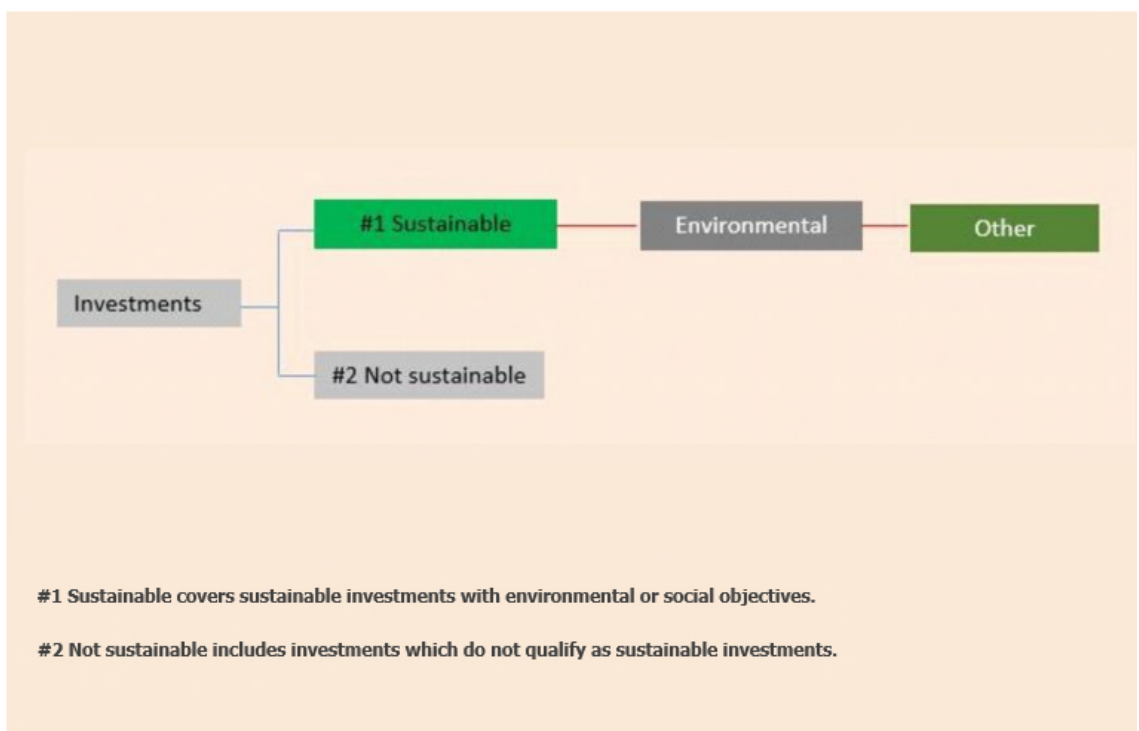 #1 Sustainable
Environmental
Other
Investments
#2 Not sustainable
#1 Sustainable covers sustainable investments with environmental or social objectives.
#2 Not sustainable includes investments which do not qualify as sustainable investments.